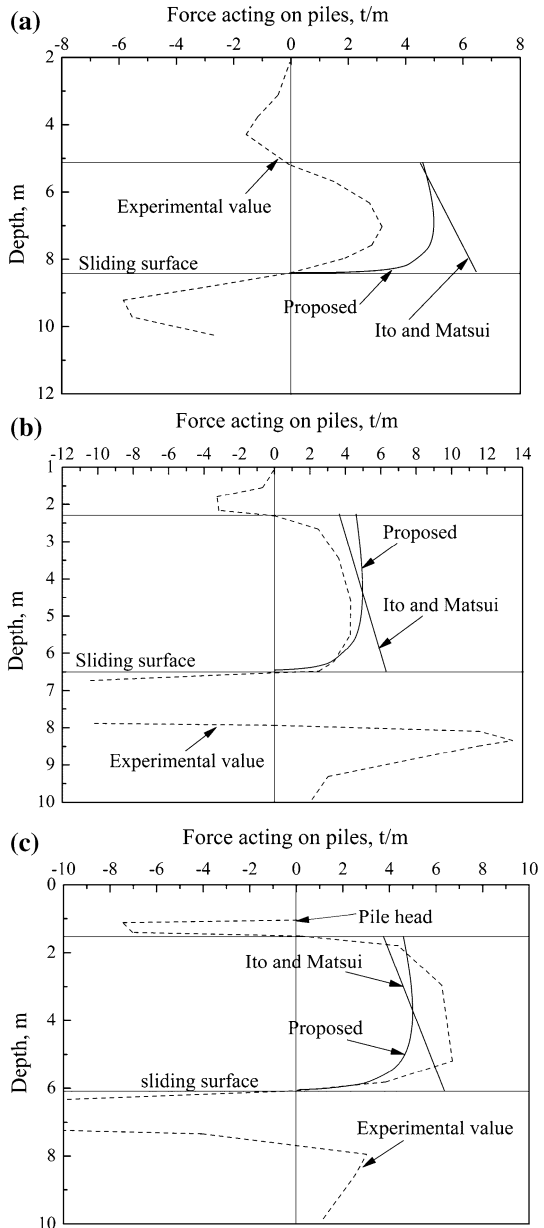 (a)
Force acting on piles, t/m
-8 -6 -4 -2 0 2 4 6 8
2
4
6
8
10
12
Depth, m
Experimental value
Sliding surface
Proposed
Ito and Matsui
(b)
Force acting on piles, t/m
-12 -10 -8 -6 -4 -2 0 2 4 6 8 10 12 14
1
2
3
4
5
6
7
8
9
10
Depth, m
Proposed
Ito and Matsui
Sliding surface
Experimental value
(c)
Force acting on piles, t/m
-10 -8 -6 -4 -2 0 2 4 6 8 10
0
2
4
6
8
10
Depth, m
Pile head
Ito and Matsui
Proposed
sliding surface
Experimental value